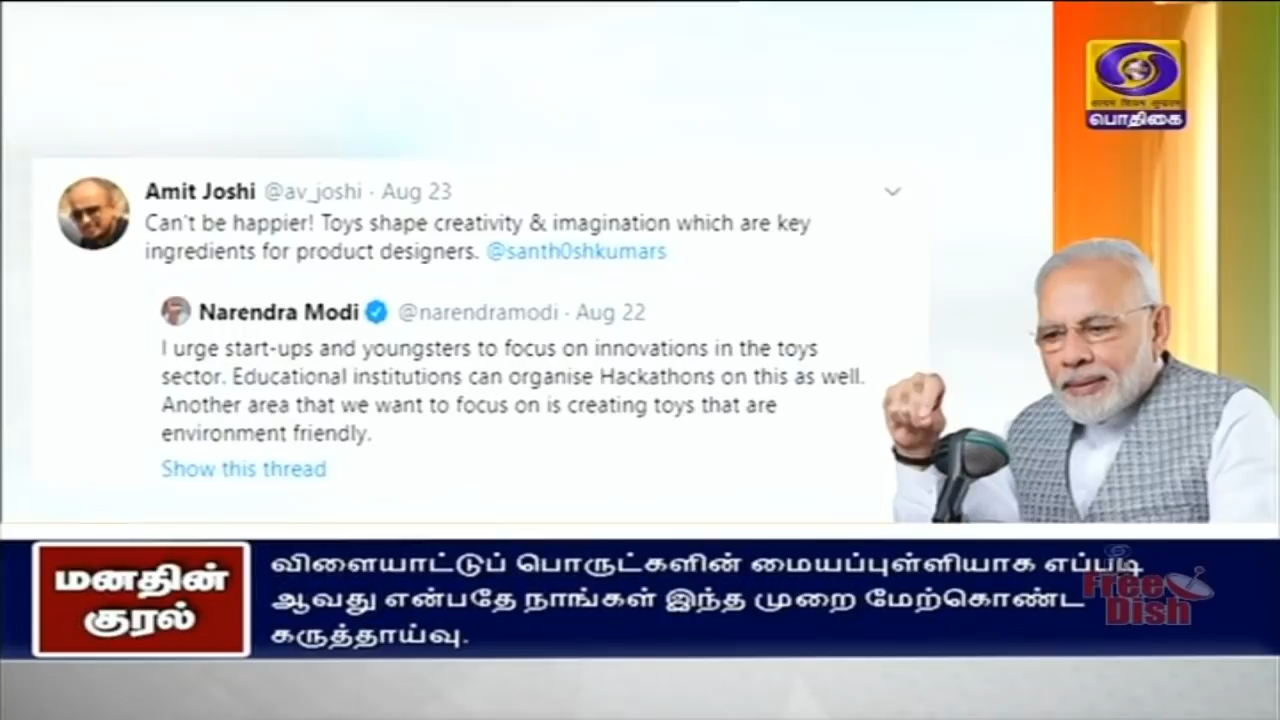 सत्यम शिवम सुन्दरम
பொதிகை
Amit Joshi @av_joshi · Aug 23
Can't be happier! Toys shape creativity & imagination which are key
ingredients for product designers. @santh0shkumars
Narendra Modi @narendramodi · Aug 22
I urge start-ups and youngsters to focus on innovations in the toys
sector. Educational institutions can organise Hackathons on this as well.
Another area that we want to focus on is creating toys that are
environment friendly.
Show this thread
மனதின்
குரல்
விளையாட்டுப் பொருட்களின் மையப்புள்ளியாக எப்படி
ஆவது என்பதே நாங்கள் இந்த முறை மேற்கொண்ட
கருத்தாய்வு.
Free
Dish